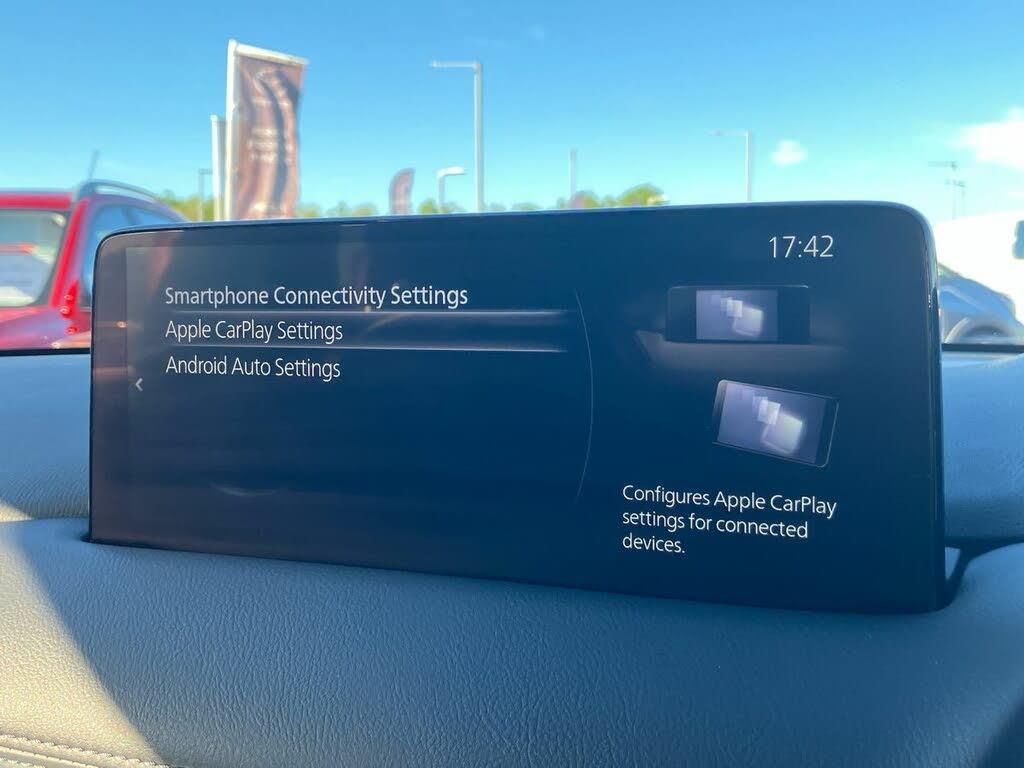 17:42
Smartphone Connectivity Settings
Apple CarPlay Settings
Android Auto Settings
Configures Apple CarPlay
settings for connected
devices.